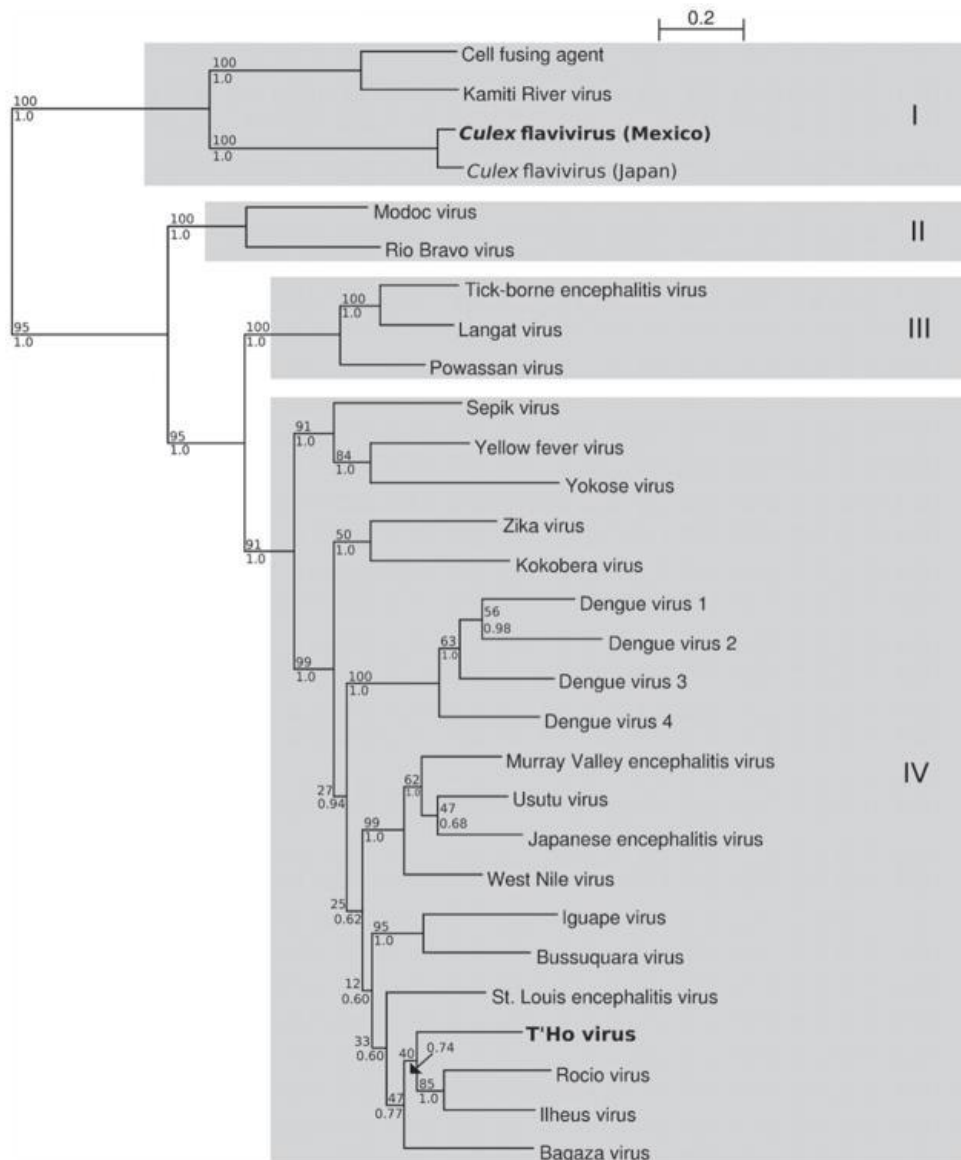 0.2
Cell fusing agent
100
1.0
Kamiti River virus
100
1.0
I
Culex flavivirus (Mexico)
100
1.0
Culex flavivirus (Japan)
Modoc virus
100
1.0
II
Rio Bravo virus
Tick-borne encephalitis virus
100
1.0
Langat virus
III
95
1.0
100
1.0
Powassan virus
Sepik virus
91
1.0
95
1.0
Yellow fever virus
84
1.0
Yokose virus
Zika virus
50
1.0
91
1.0
Kokobera virus
Dengue virus 1
56
0.98
Dengue virus 2
63
1.0
99
1.0
100
1.0
Dengue virus 3
Dengue virus 4
Murray Valley encephalitis virus
IV
62
1.0
27
0.94
Usutu virus
47
0.68
99
1.0
Japanese encephalitis virus
West Nile virus
25
0.62
Iguape virus
95
1.0
Bussuquara virus
12
0.60
St. Louis encephalitis virus
T'Ho virus
33
0.60
40
0.74
Rocio virus
85
1.0
47
0.77
Ilheus virus
Bagaza virus